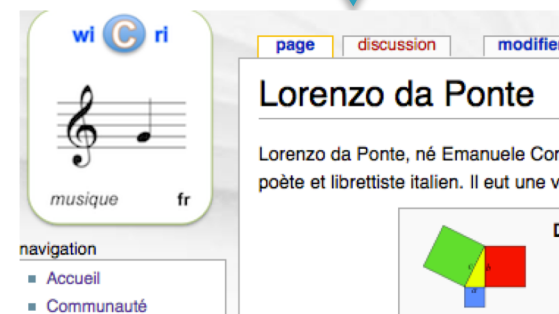 wi C ri
musique fr
navigation
Accueil
Communauté
page discussion modifier
Lorenzo da Ponte
Lorenzo da Ponte, né Emanuele
poète et librettiste italien. Il eut une
c b
a